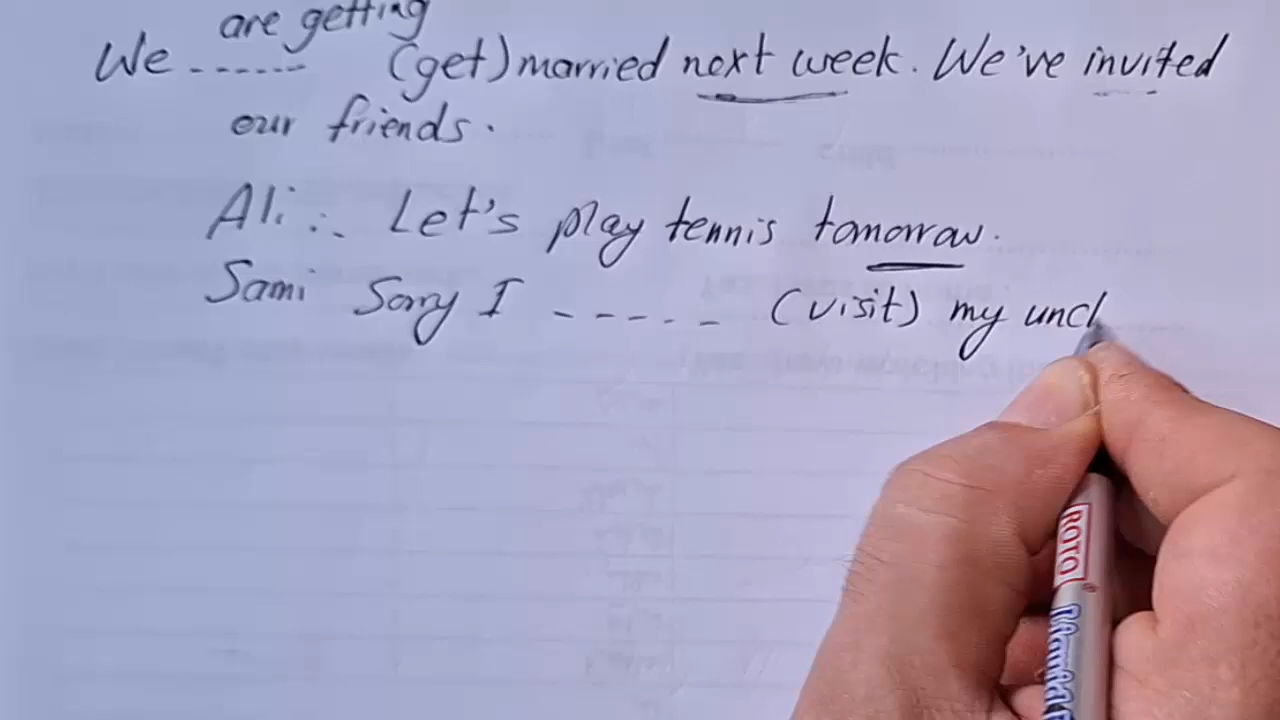 are getting
We ...... (get) married next week. We've invited
our friends.
Ali :. Let's play tennis tomorrow.
Sami Sorry I ----- (visit) my uncl
ROTO